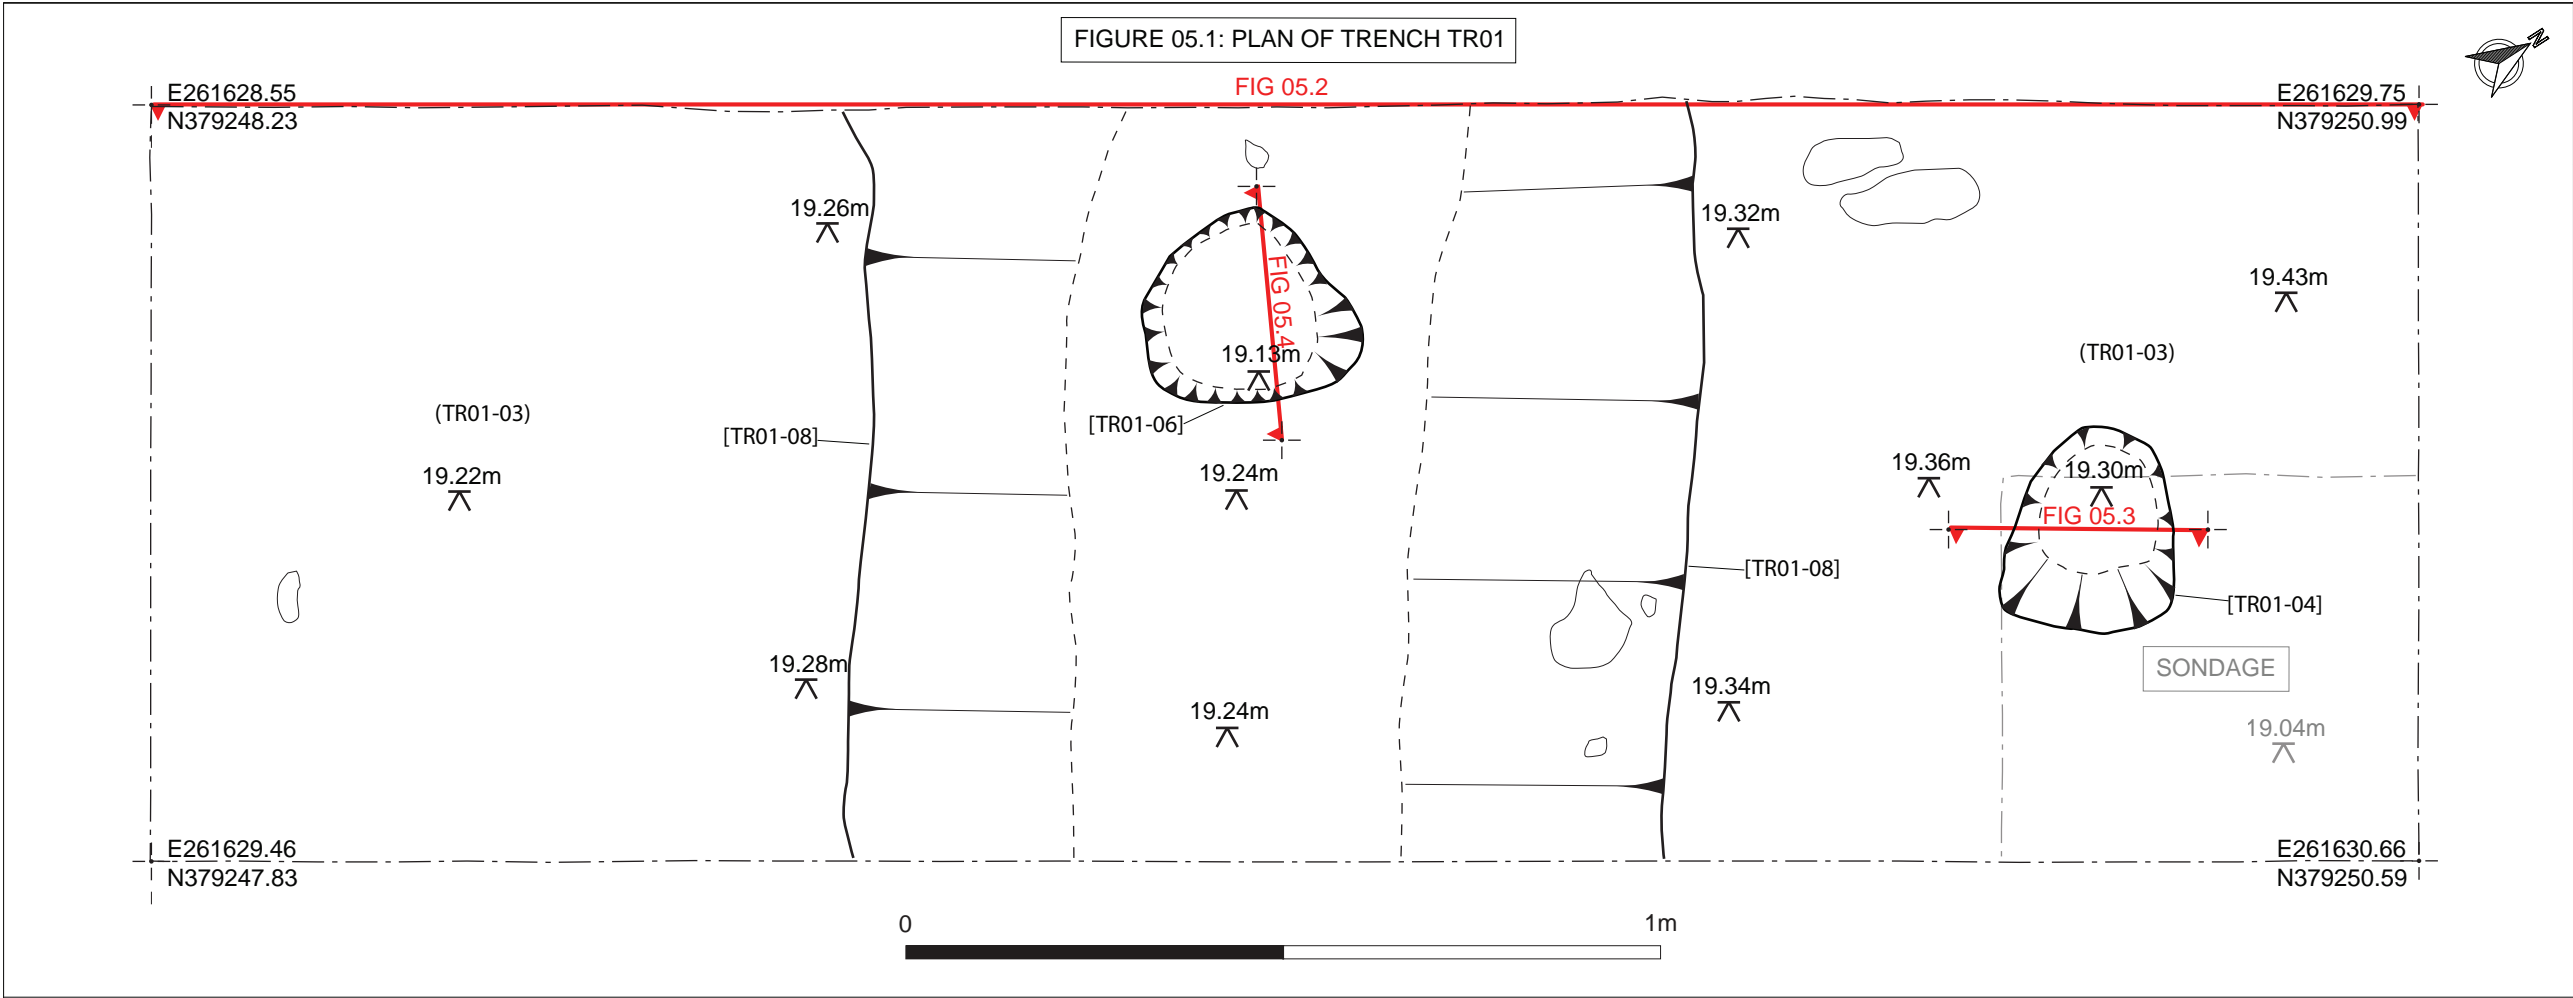 FIGURE 05.1: PLAN OF TRENCH TR01
N
FIG 05.2
E261628.55
N379248.23
E261629.75
N379250.99
19.26m
19.32m
19.43m
FIG 05.4
19.13m
(TR01-03)
(TR01-03)
[TR01-06]
[TR01-08]
19.22m
19.24m
19.36m
19.30m
FIG 05.3
[TR01-08]
[TR01-04]
19.28m
SONDAGE
19.34m
19.24m
19.04m
E261629.46
N379247.83
E261630.66
N379250.59
0
1m